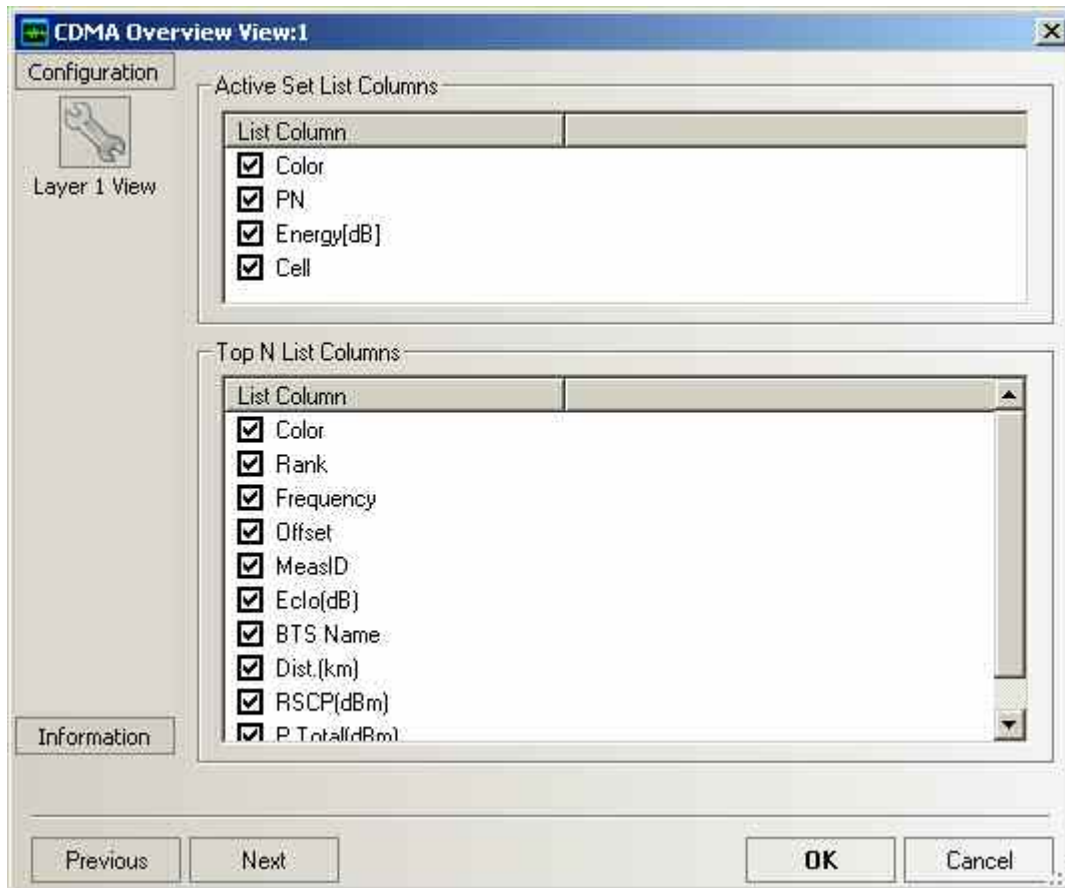 CDMA Overview View:1
Configuration
Layer 1 View
Information
Active Set List Columns
List Column
Color
PN
Energy[dB]
Cell
Top N List Columns
List Column
Color
Rank
Frequency
Offset
MeasID
EcIo(dB)
BTS Name
Dist.(km)
RSCP(dBm)
P Total(dBm)
Previous
Next
OK
Cancel